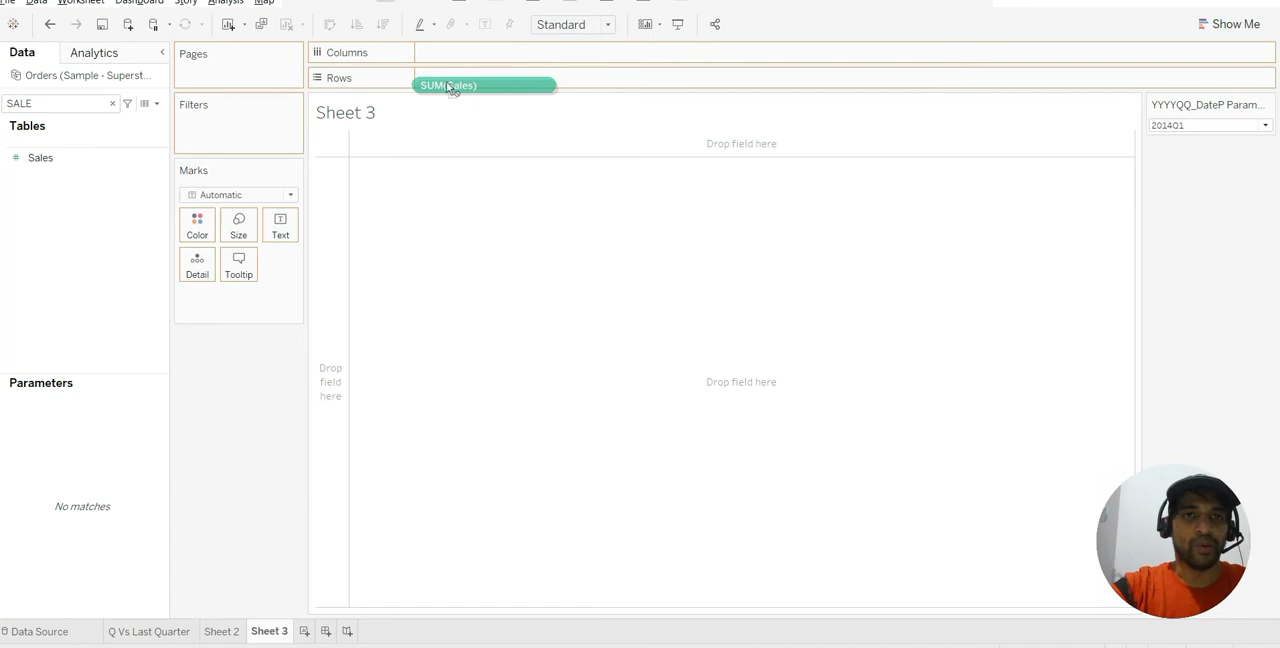 File Data Worksheet Dashboard Story Analysis Map
Standard
Show Me
Data Analytics
Orders (Sample - Superst...
SALE
Tables
Sales
Parameters
No matches
Pages
Filters
Marks
Automatic
Color Size Text
Detail Tooltip
Columns
Rows
SUM(Sales)
Sheet 3
Drop field here
Drop
field
here
Drop field here
YYYYQQ_DateP Param...
2014Q1
Data Source Q Vs Last Quarter Sheet 2 Sheet 3